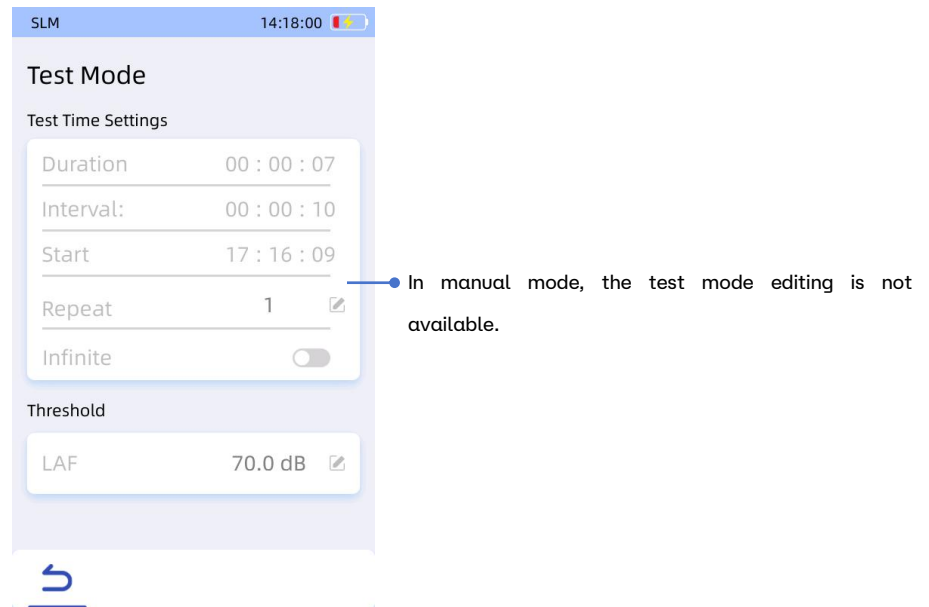 SLM 14:18:00
Test Mode
Test Time Settings
Duration 00 : 00 : 07
Interval: 00 : 00 : 10
Start 17 : 16 : 09
Repeat 1
Infinite
Threshold
LAF 70.0 dB
In manual mode, the test mode editing is not
available.